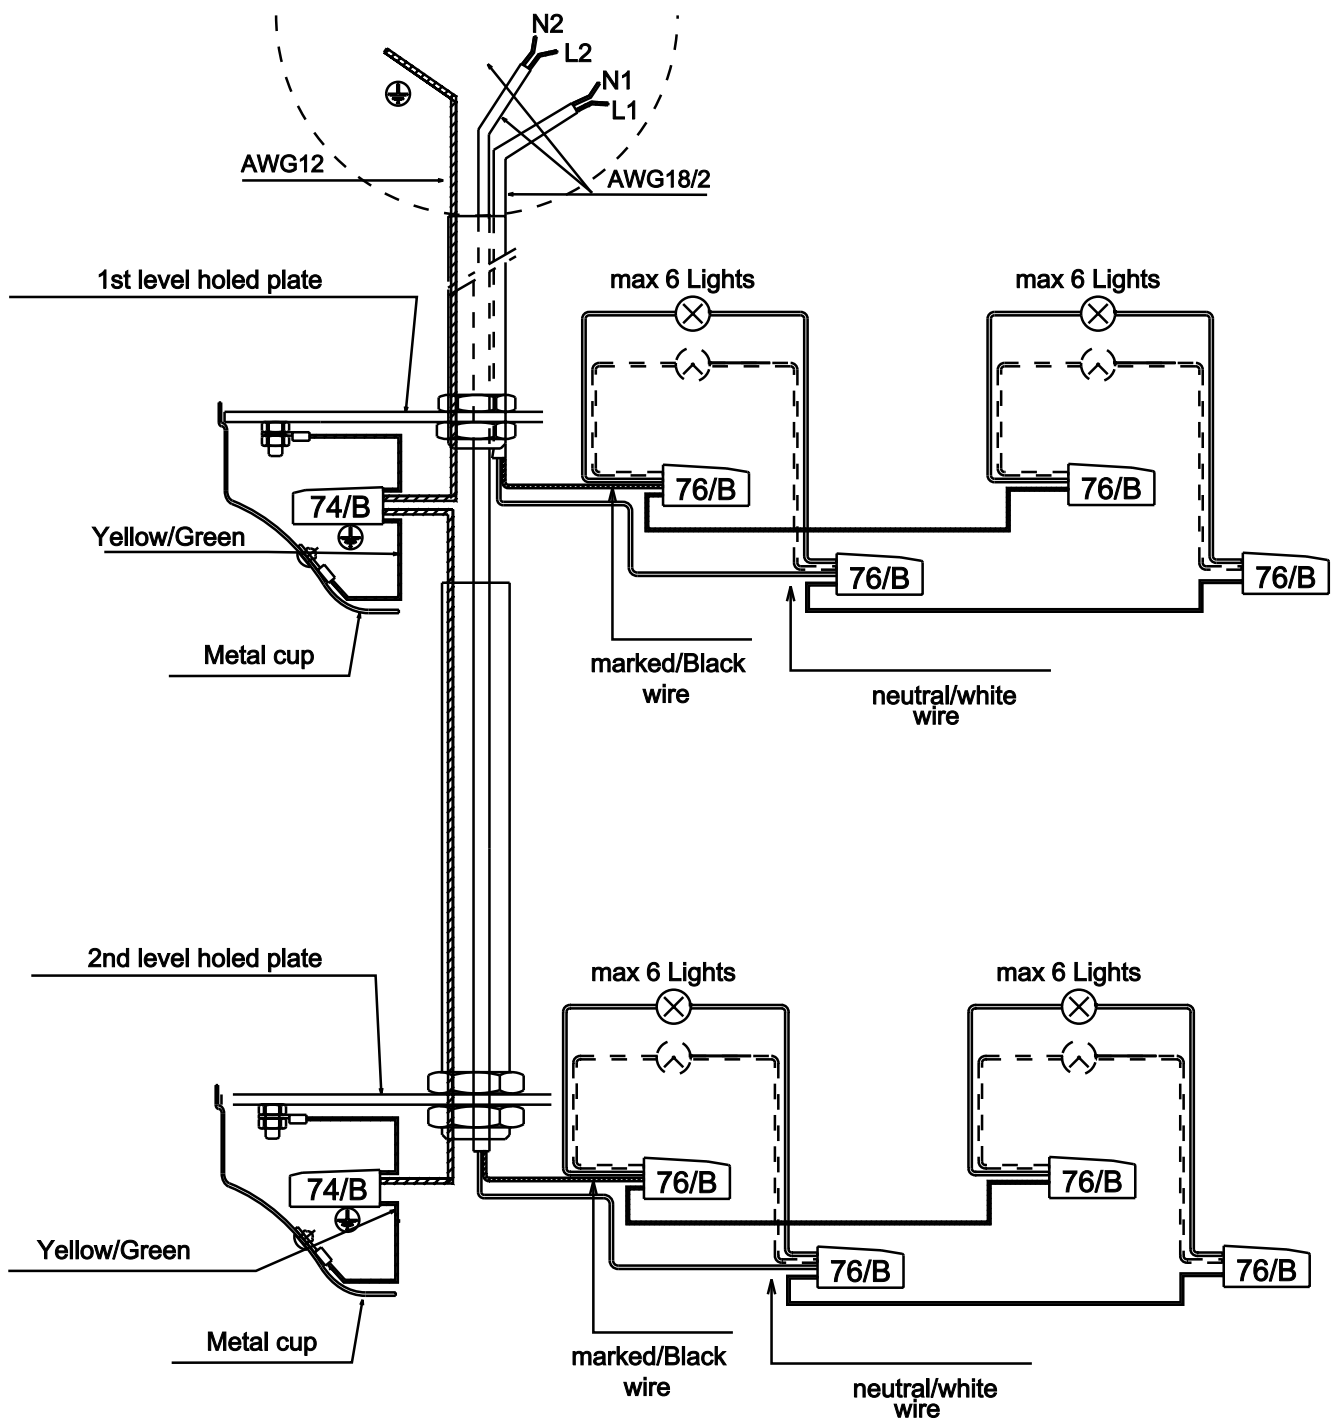 N2
L2
N1
L1
AWG12
AWG18/2
1st level holed plate
max 6 Lights
max 6 Lights
76/B
76/B
74/B
Yellow/Green
76/B
76/B
Metal cup
marked/Black
wire
neutral/white
wire
2nd level holed plate
max 6 Lights
max 6 Lights
76/B
76/B
74/B
Yellow/Green
76/B
76/B
Metal cup
marked/Black
wire
neutral/white
wire